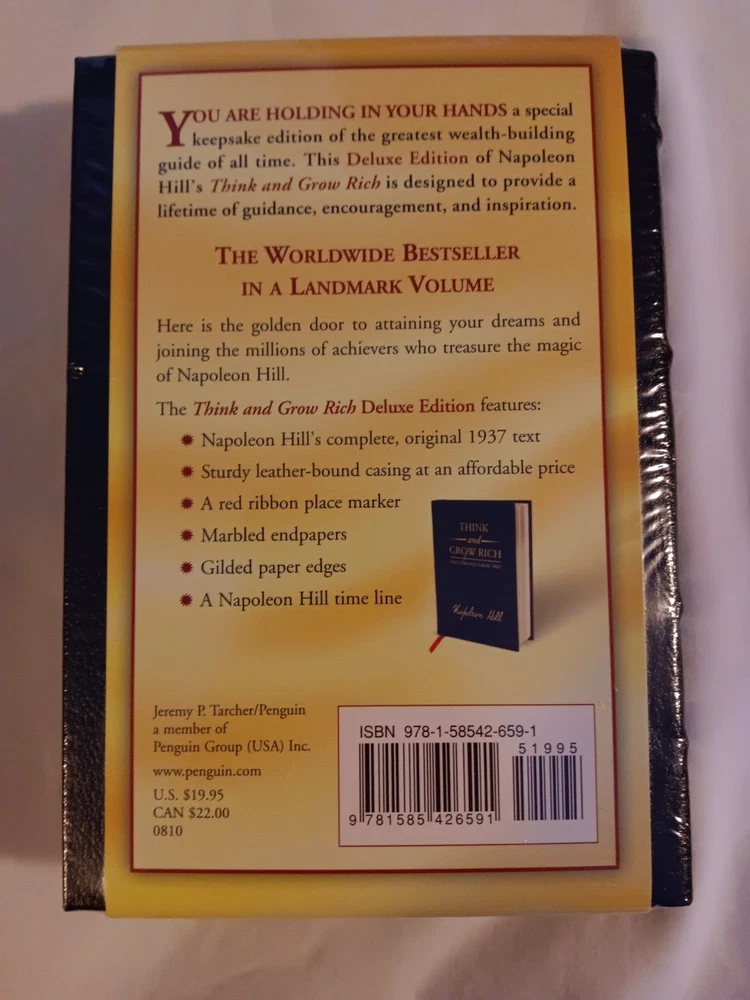 YOU ARE HOLDING IN YOUR HANDS a special
keepsake edition of the greatest wealth-building
guide of all time. This Deluxe Edition of Napoleon
Hill's Think and Grow Rich is designed to provide a
lifetime of guidance, encouragement, and inspiration.
THE WORLDWIDE BESTSELLER
IN A LANDMARK VOLUME
Here is the golden door to attaining your dreams and
joining the millions of achievers who treasure the magic
of Napoleon Hill.
The Think and Grow Rich Deluxe Edition features:
Napoleon Hill's complete, original 1937 text
Sturdy leather-bound casing at an affordable price
A red ribbon place marker
Marbled endpapers
Gilded paper edges
A Napoleon Hill time line
THINK
and
GROW RICH
Napoleon Hill
Jeremy P. Tarcher/Penguin
a member of
Penguin Group (USA) Inc.
www.penguin.com
U.S. $19.95
CAN $22.00
0810
ISBN 978-1-58542-659-1
51995
9 781585 426591